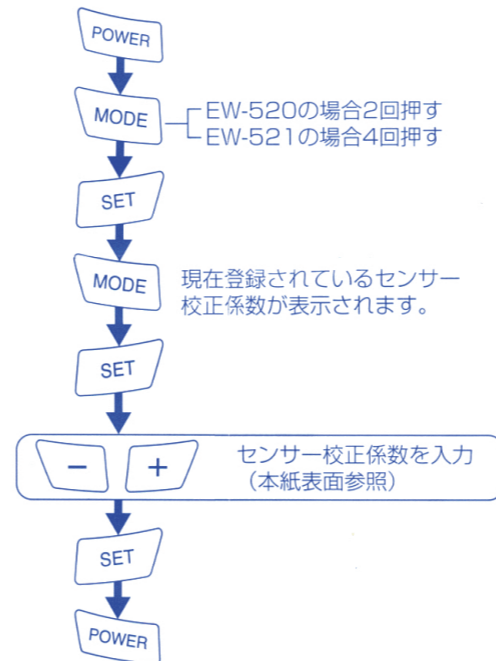 POWER
MODE
EW-520の場合2回押す
EW-521の場合4回押す
SET
MODE
現在登録されているセンサー
校正係数が表示されます。
SET
− +
センサー校正係数を入力
（本紙表面参照）
SET
POWER